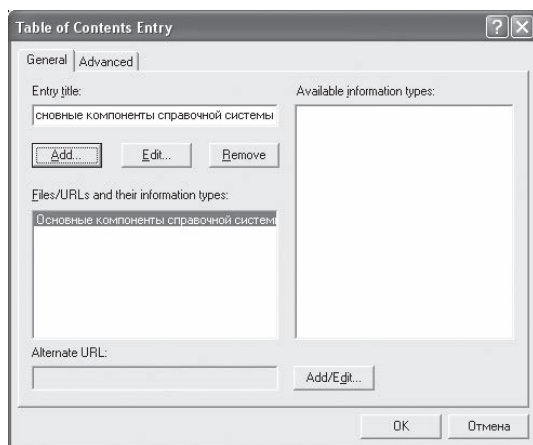 Table of Contents Entry
General Advanced
Entry title:
сновные компоненты справочной системы
Add... Edit... Remove
Files/URLs and their information types:
Основные компоненты справочной систем
Alternate URL:
Add/Edit...
Available information types:
OK Отмена